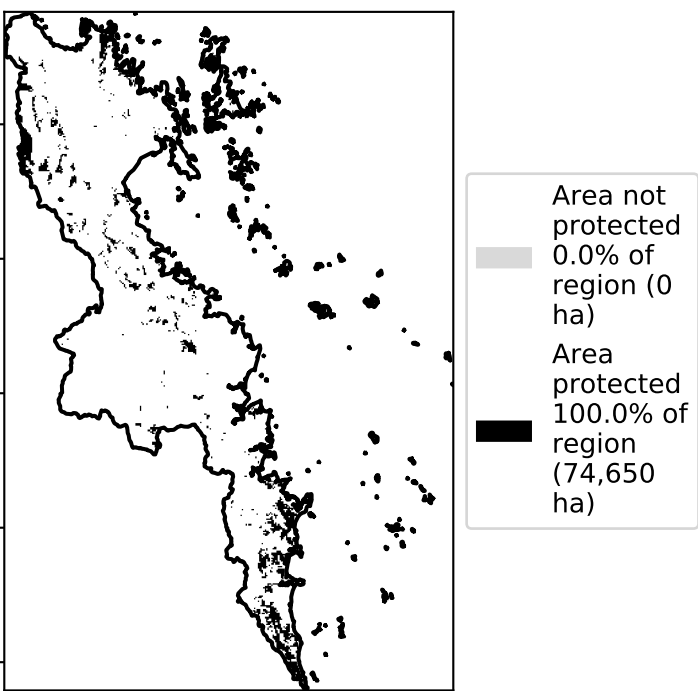 Area not
protected
0.0% of
region (0
ha)
Area
protected
100.0% of
region
(74,650
ha)